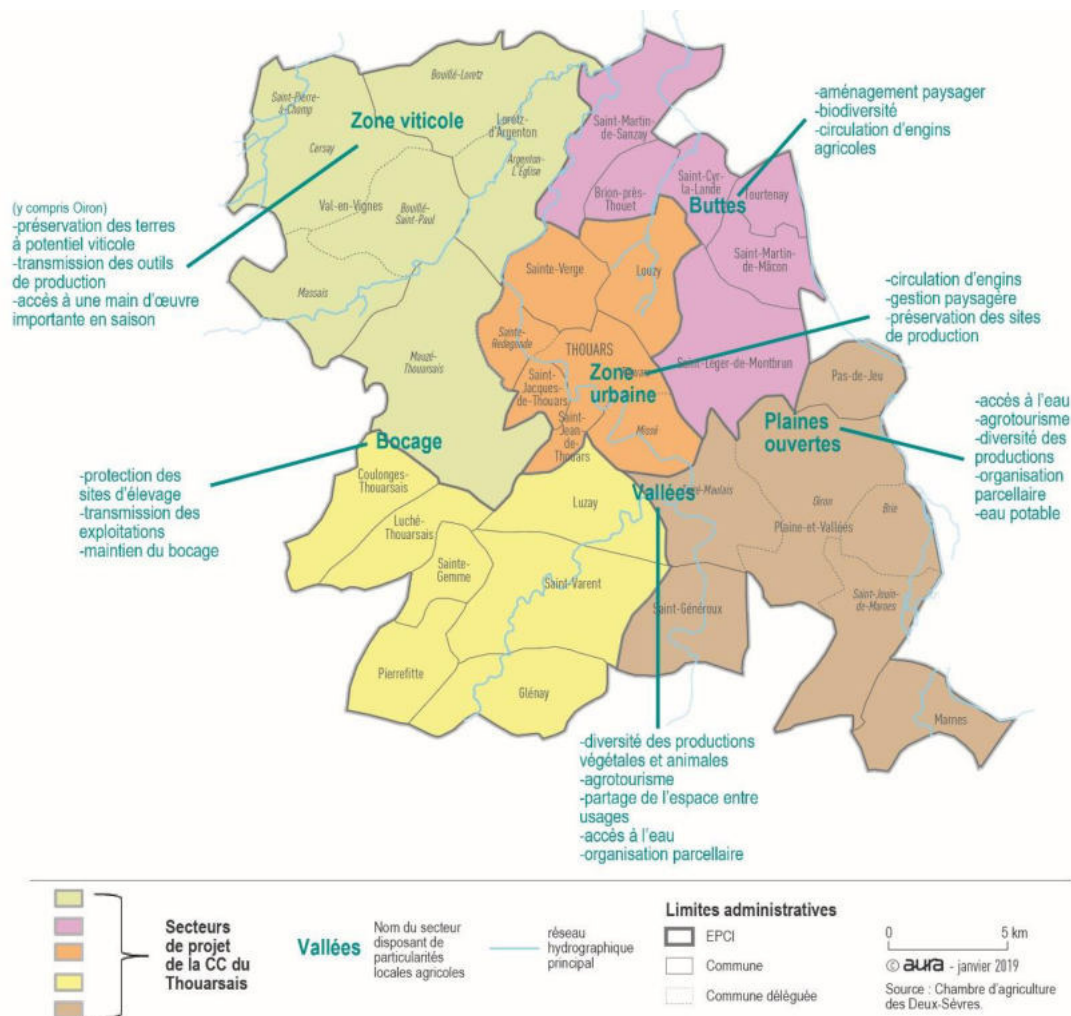 Bouillé-Loretz
Saint-Pierre
-à-Champ
Zone viticole
Loretz
-d'Argenton
Cersay
Argenton
-L'Eglise
Val-en-Vignes
Bouillé-
Saint-Paul
Massais
Mauzé-
Thouarsais
(y compris Oiron)
-préservation des terres
à potentiel viticole
-transmission des outils
de production
-accès à une main d'œuvre
importante en saison
Saint-Martin-
de-Sanzay
Brion-près-
Thouet
Saint-Cyr-
la-Lande
Tourtenay
Buttes
Saint-Martin-
de-Mâcon
Saint-Léger-de-Montbrun
-aménagement paysager
-biodiversité
-circulation d'engins
agricoles
Sainte-Verge
Louzy
Sainte-
Radegonde
THOUARS
Zone
urbaine
Saint-
Jacques-
de-Thouars
Saint-
Jean-
de-
Thouars
Missé
-circulation d'engins
-gestion paysagère
-préservation des sites
de production
Pas-de-Jeu
Plaines
ouvertes
Oiron
Brie
Plaine-et-Vallées
Saint-Jouin-
de-Marnes
Saint-Généroux
Marnes
-accès à l'eau
-agrotourisme
-diversité des
productions
-organisation
parcellaire
-eau potable
Bocage
Coulonges-
Thouarsais
Luché-
Thouarsais
Luzay
Sainte-
Gemme
Saint-Varent
Pierrefitte
Glénay
-protection des
sites d'élevage
-transmission des
exploitations
-maintien du bocage
Vallées
-diversité des productions
végétales et animales
-agrotourisme
-partage de l'espace entre
usages
-accès à l'eau
-organisation parcellaire
Secteurs
de projet
de la CC du
Thouarsais
Vallées
Nom du secteur
disposant de
particularités
locales agricoles
réseau
hydrographique
principal
Limites administratives
EPCI
Commune
Commune déléguée
0 5 km
© aura - janvier 2019
Source : Chambre d'agriculture
des Deux-Sèvres.